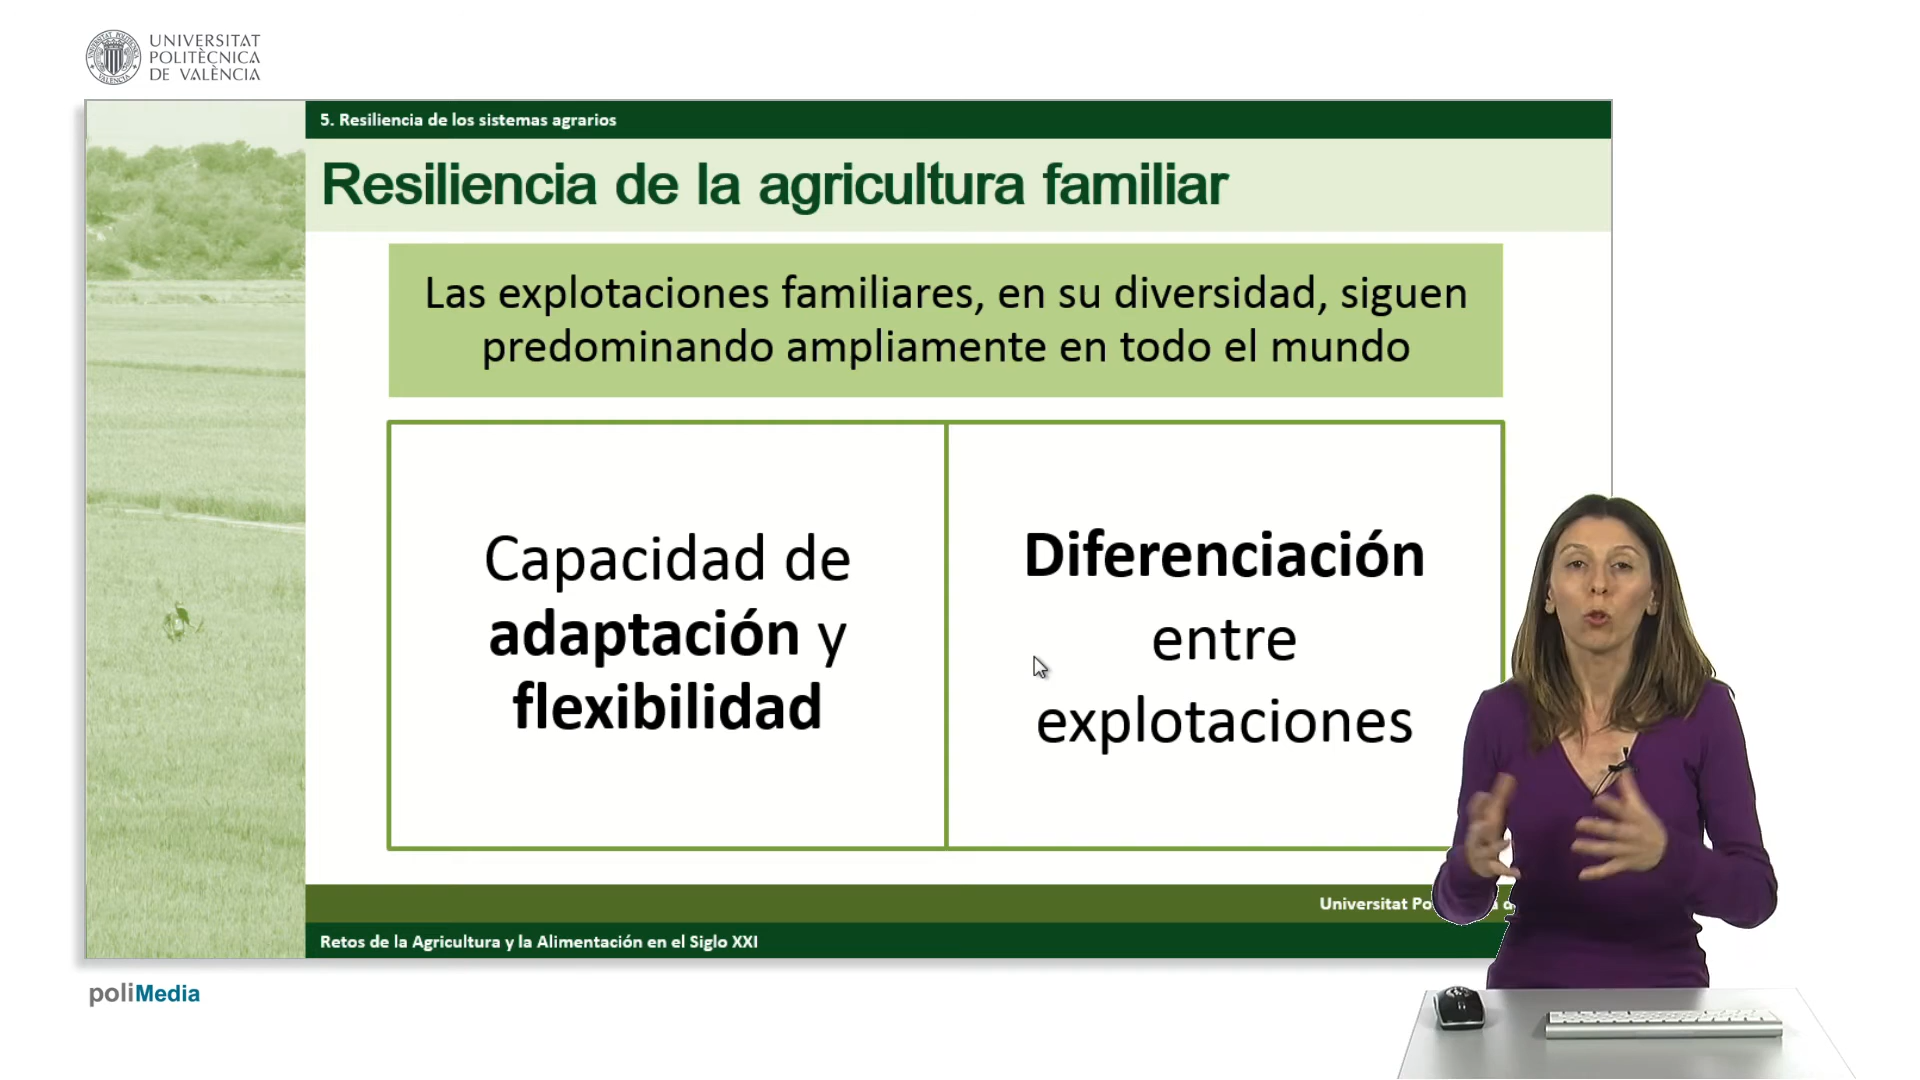 UNIVERSITAT
POLITÈCNICA
DE VALÈNCIA
5. Resiliencia de los sistemas agrarios
Resiliencia de la agricultura familiar
Las explotaciones familiares, en su diversidad, siguen
predominando ampliamente en todo el mundo
Capacidad de
adaptación y
flexibilidad
Diferenciación
entre
explotaciones
Universitat
Retos de la Agricultura y la Alimentación en el Siglo XXI
poliMedia